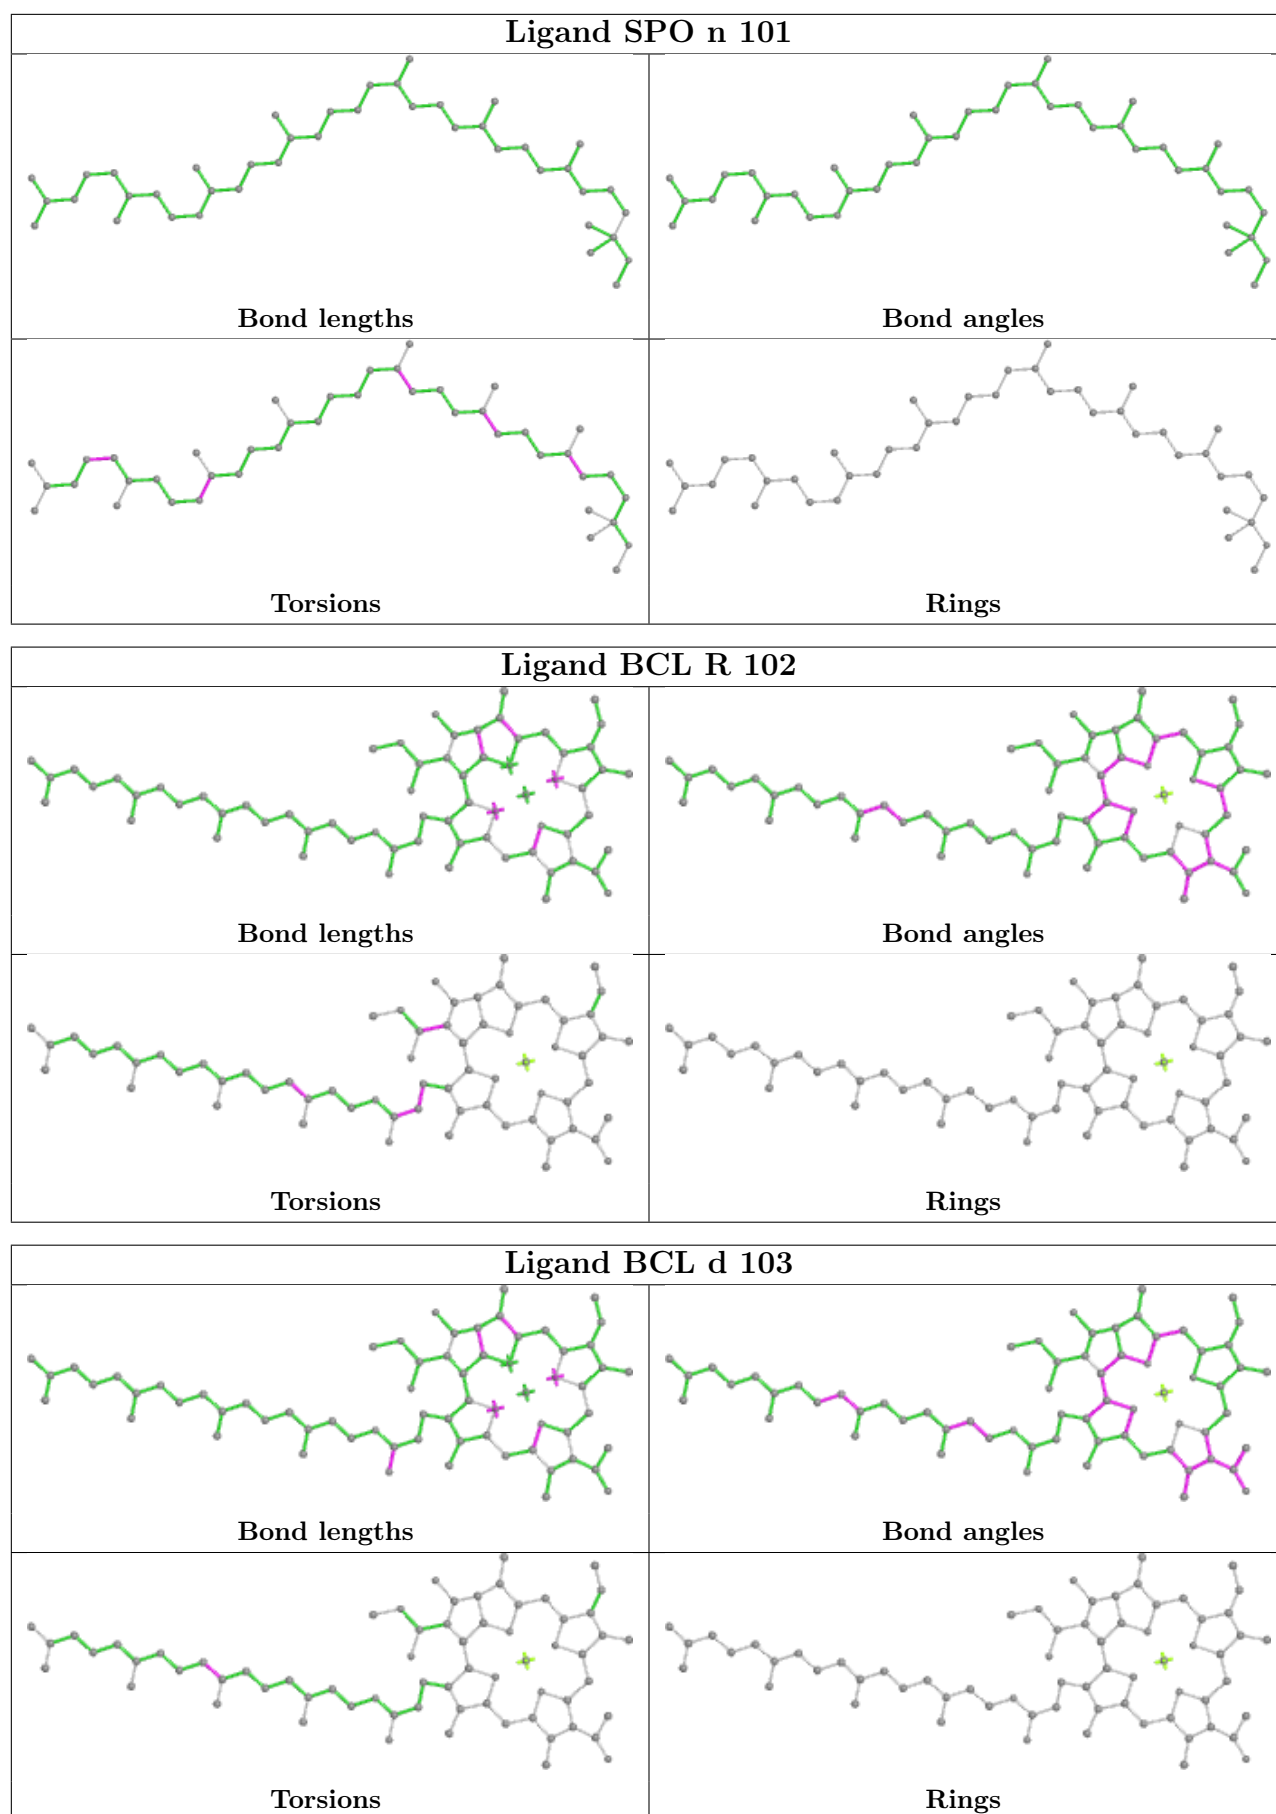 Ligand SPO n 101
Bond lengths
Bond angles
Torsions
Rings
Ligand BCL R 102
Bond lengths
Bond angles
Torsions
Rings
Ligand BCL d 103
Bond lengths
Bond angles
Torsions
Rings